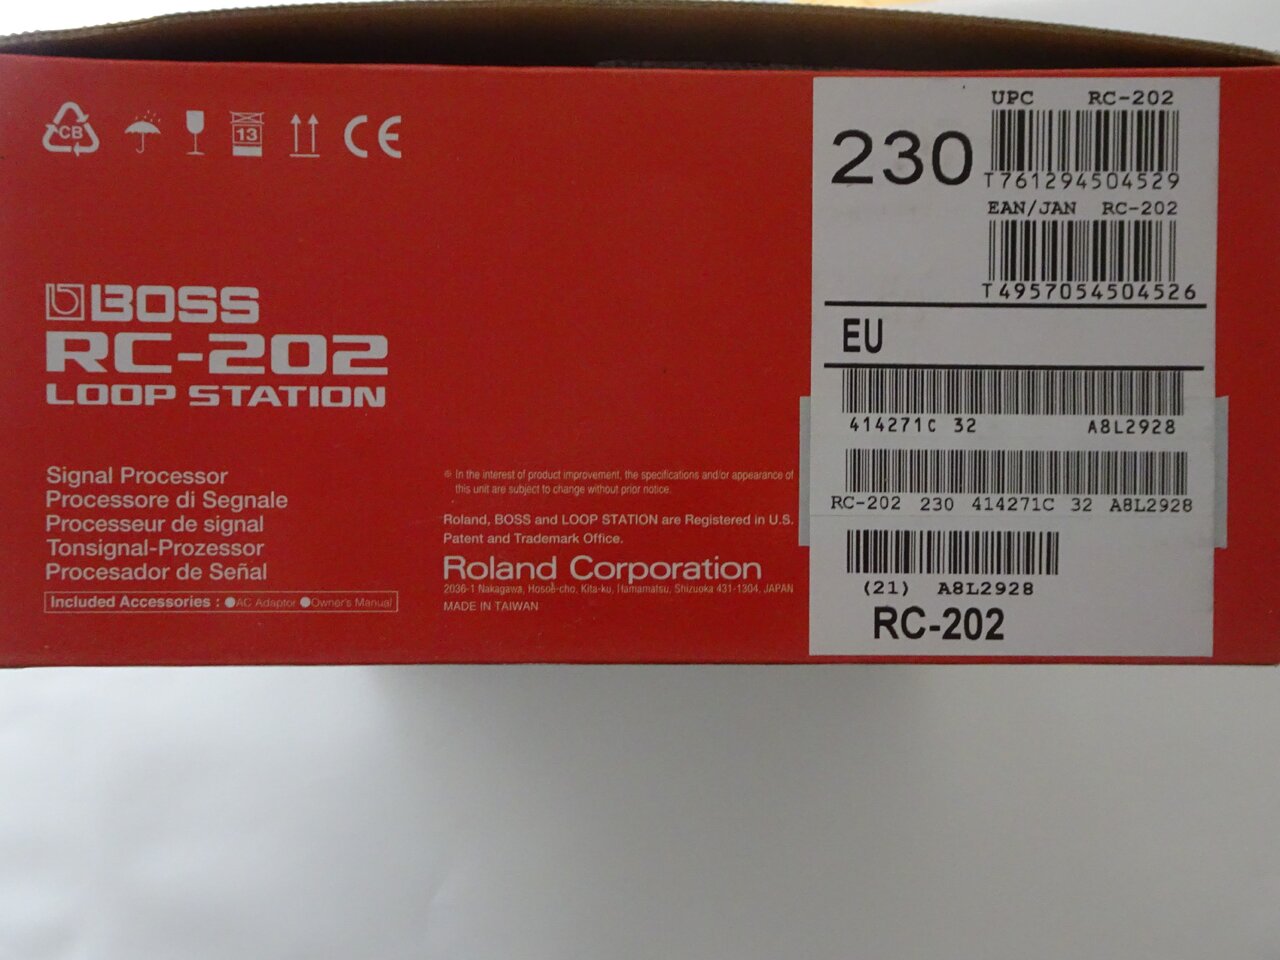 CB
13
CE
BOSS
RC-202
LOOP STATION
Signal Processor
Processore di Segnale
Processeur de signal
Tonsignal-Prozessor
Procesador de Señal
Included Accessories : ●AC Adaptor ●Owner's Manual
※ In the interest of product improvement, the specifications and/or appearance of
this unit are subject to change without prior notice.
Roland, BOSS and LOOP STATION are Registered in U.S.
Patent and Trademark Office.
Roland Corporation
2036-1 Nakagawa, Hosoe-cho, Kita-ku, Hamamatsu, Shizuoka 431-1304, JAPAN
MADE IN TAIWAN
230
UPC RC-202
T761294504529
EAN/JAN RC-202
T4957054504526
EU
414271C 32 A8L2928
RC-202 230 414271C 32 A8L2928
(21) A8L2928
RC-202